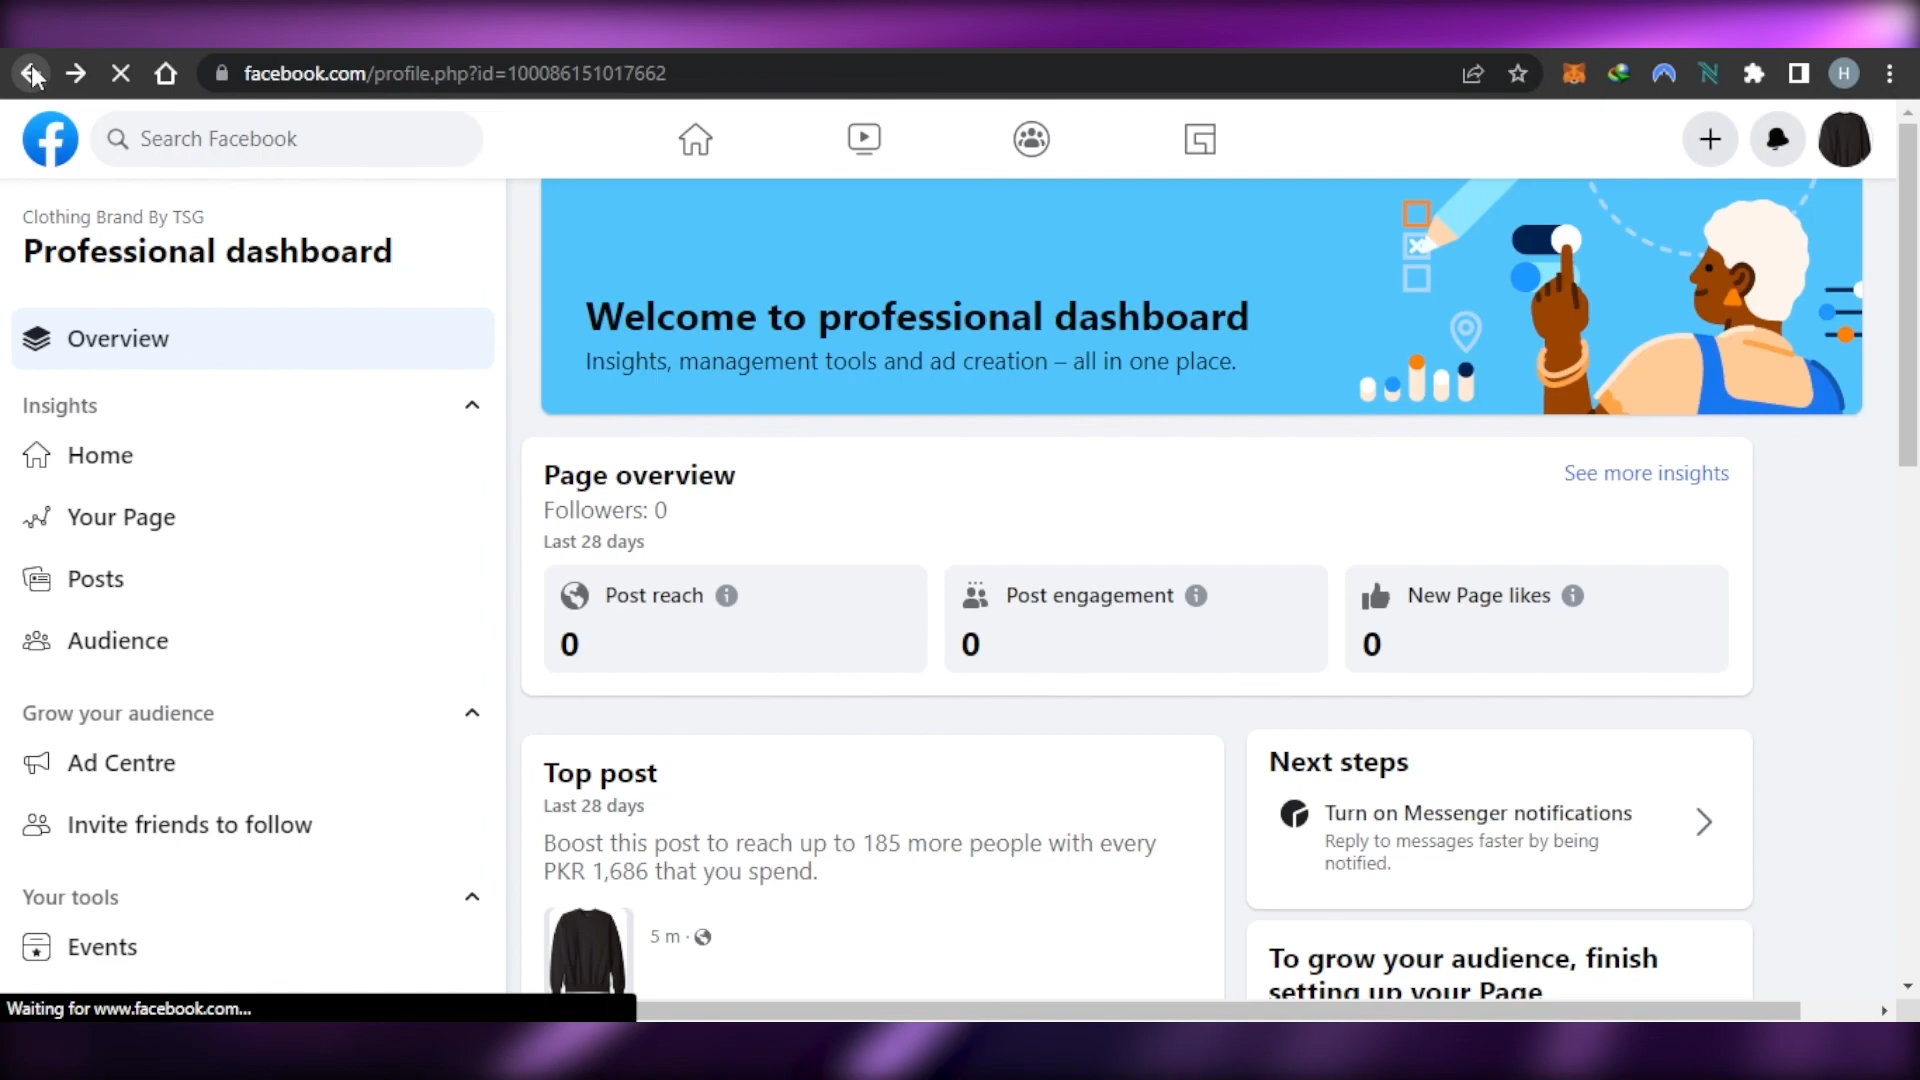 facebook.com/profile.php?id=100086151017662
H
Search Facebook
Clothing Brand By TSG
Professional dashboard
Overview
Insights
Home
Your Page
Posts
Audience
Grow your audience
Ad Centre
Invite friends to follow
Your tools
Events
Waiting for www.facebook.com...
Welcome to professional dashboard
Insights, management tools and ad creation – all in one place.
Page overview
See more insights
Followers: 0
Last 28 days
Post reach
0
Post engagement
0
New Page likes
0
Top post
Last 28 days
Boost this post to reach up to 185 more people with every
PKR 1,686 that you spend.
5 m ·
Next steps
Turn on Messenger notifications
Reply to messages faster by being
notified.
To grow your audience, finish
setting up your Page